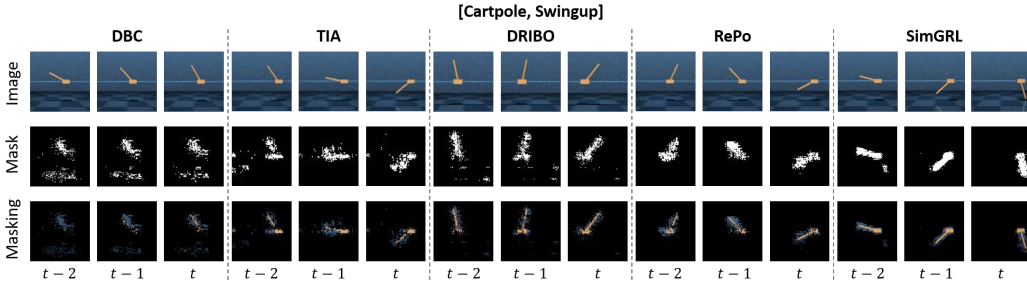 [Cartpole, Swingup]
DBC TIA DRIBO RePo SimGRL
Image
Mask
Masking
t − 2 t − 1 t t − 2 t − 1 t t − 2 t − 1 t t − 2 t − 1 t t − 2 t − 1 t